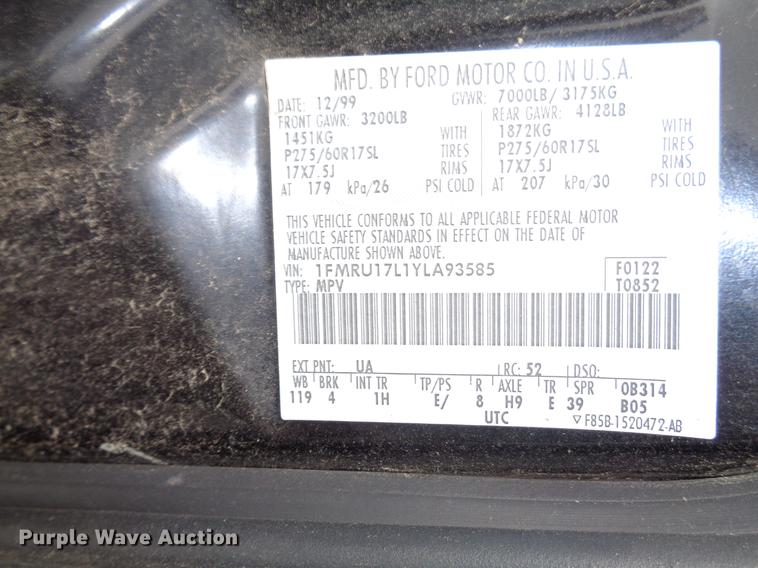 MFD. BY FORD MOTOR CO. IN U.S.A.
DATE: 12/99 GVWR: 7000LB/ 3175KG
FRONT GAWR: 3200LB REAR GAWR: 4128LB
1451KG WITH 1872KG WITH
P275/60R17SL TIRES P275/60R17SL TIRES
17X7.5J RIMS 17X7.5J RIMS
AT 179 kPa/26 PSI COLD AT 207 kPa/30 PSI COLD
THIS VEHICLE CONFORMS TO ALL APPLICABLE FEDERAL MOTOR
VEHICLE SAFETY STANDARDS IN EFFECT ON THE DATE OF
MANUFACTURE SHOWN ABOVE.
VIN: 1FMRU17L1YLA93585 F0122
TYPE: MPV T0852
EXT PNT: UA RC: 52 DSO:
WB BRK INT TR TP/PS R AXLE TR SPR 0B314
119 4 1H E/ 8 H9 E 39 B05
UTC ▽F85B-1520472-AB
Purple Wave Auction